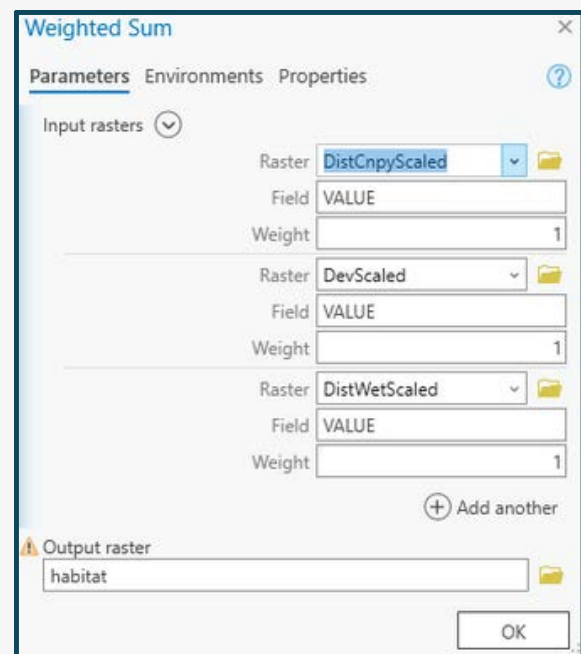 Weighted Sum
Parameters Environments Properties
Input rasters
Raster DistCnpyScaled
Field VALUE
Weight 1
Raster DevScaled
Field VALUE
Weight 1
Raster DistWetScaled
Field VALUE
Weight 1
Add another
Output raster
habitat
OK